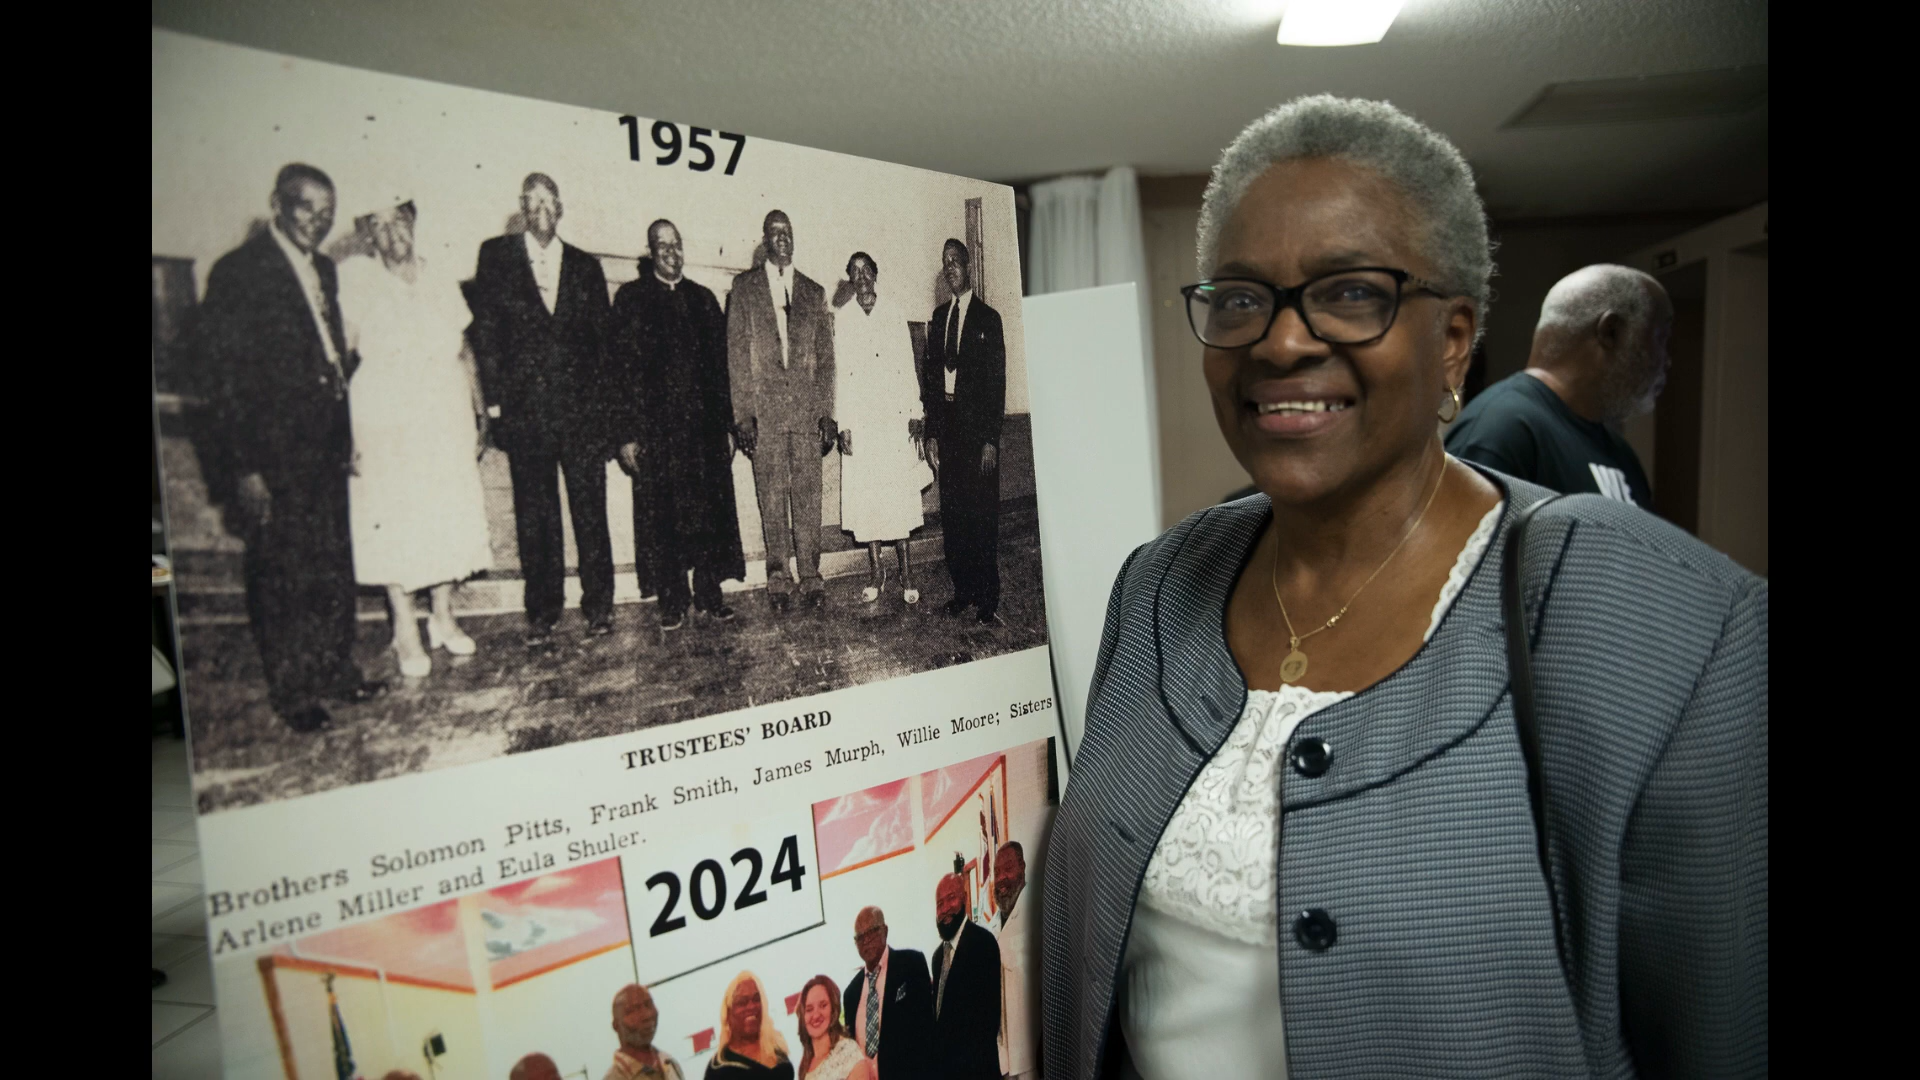 1957
TRUSTEES' BOARD
Brothers Solomon Pitts, Frank Smith, James Murph, Willie Moore; Sisters
Arlene Miller and Eula Shuler.
2024